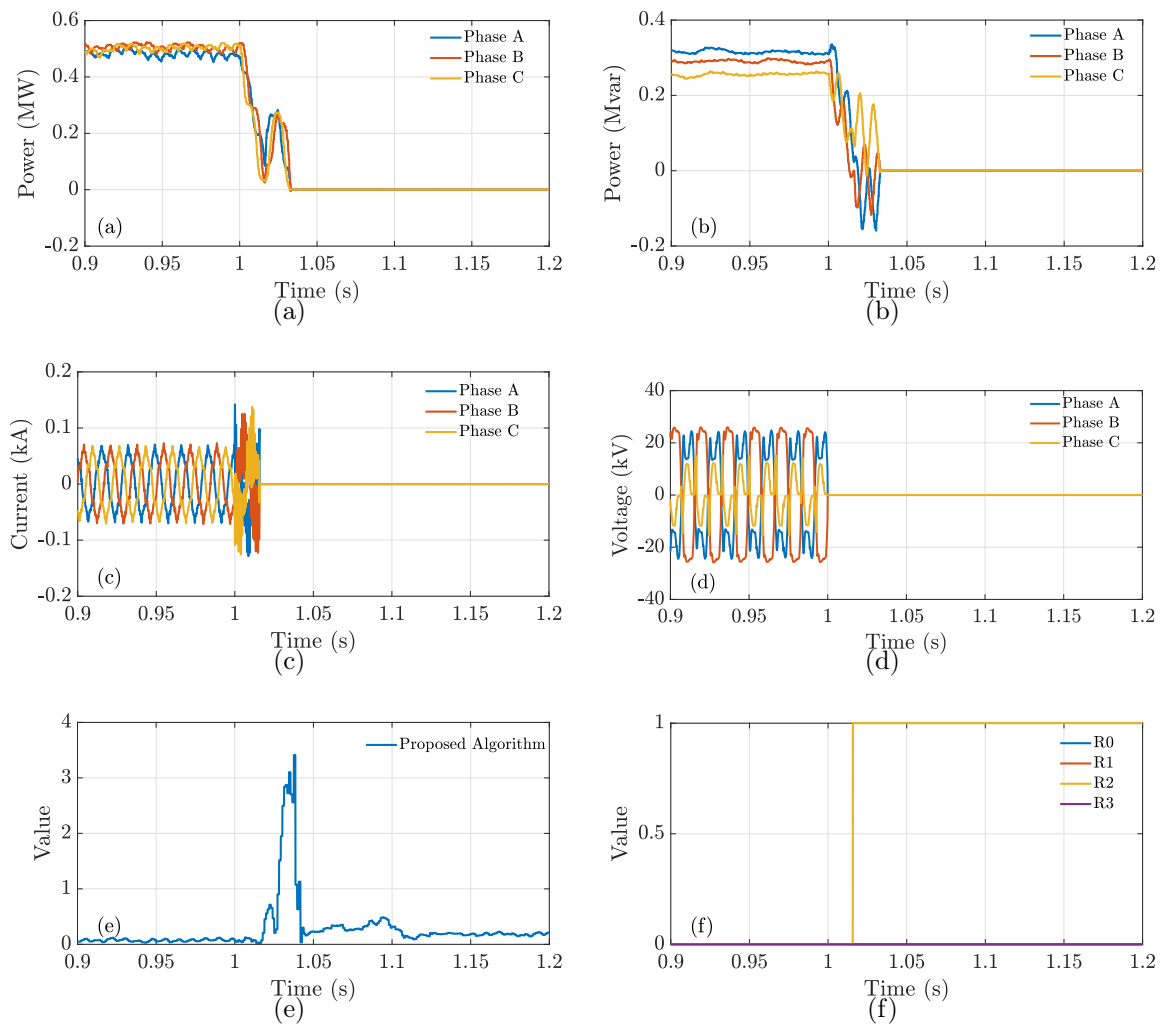 0.6
0.4
0.2
0
-0.2
Power (MW)
Phase A
Phase B
Phase C
(a)
0.9 0.95 1 1.05 1.1 1.15 1.2
Time (s)
(a)
0.4
0.2
0
-0.2
Power (Mvar)
Phase A
Phase B
Phase C
(b)
0.9 0.95 1 1.05 1.1 1.15 1.2
Time (s)
(b)
0.2
0.1
0
-0.1
-0.2
Current (kA)
Phase A
Phase B
Phase C
(c)
0.9 0.95 1 1.05 1.1 1.15 1.2
Time (s)
(c)
40
20
0
-20
-40
Voltage (kV)
Phase A
Phase B
Phase C
(d)
0.9 0.95 1 1.05 1.1 1.15 1.2
Time (s)
(d)
4
3
2
1
0
Value
Proposed Algorithm
(e)
0.9 0.95 1 1.05 1.1 1.15 1.2
Time (s)
(e)
1
0.5
0
Value
R0
R1
R2
R3
(f)
0.9 0.95 1 1.05 1.1 1.15 1.2
Time (s)
(f)